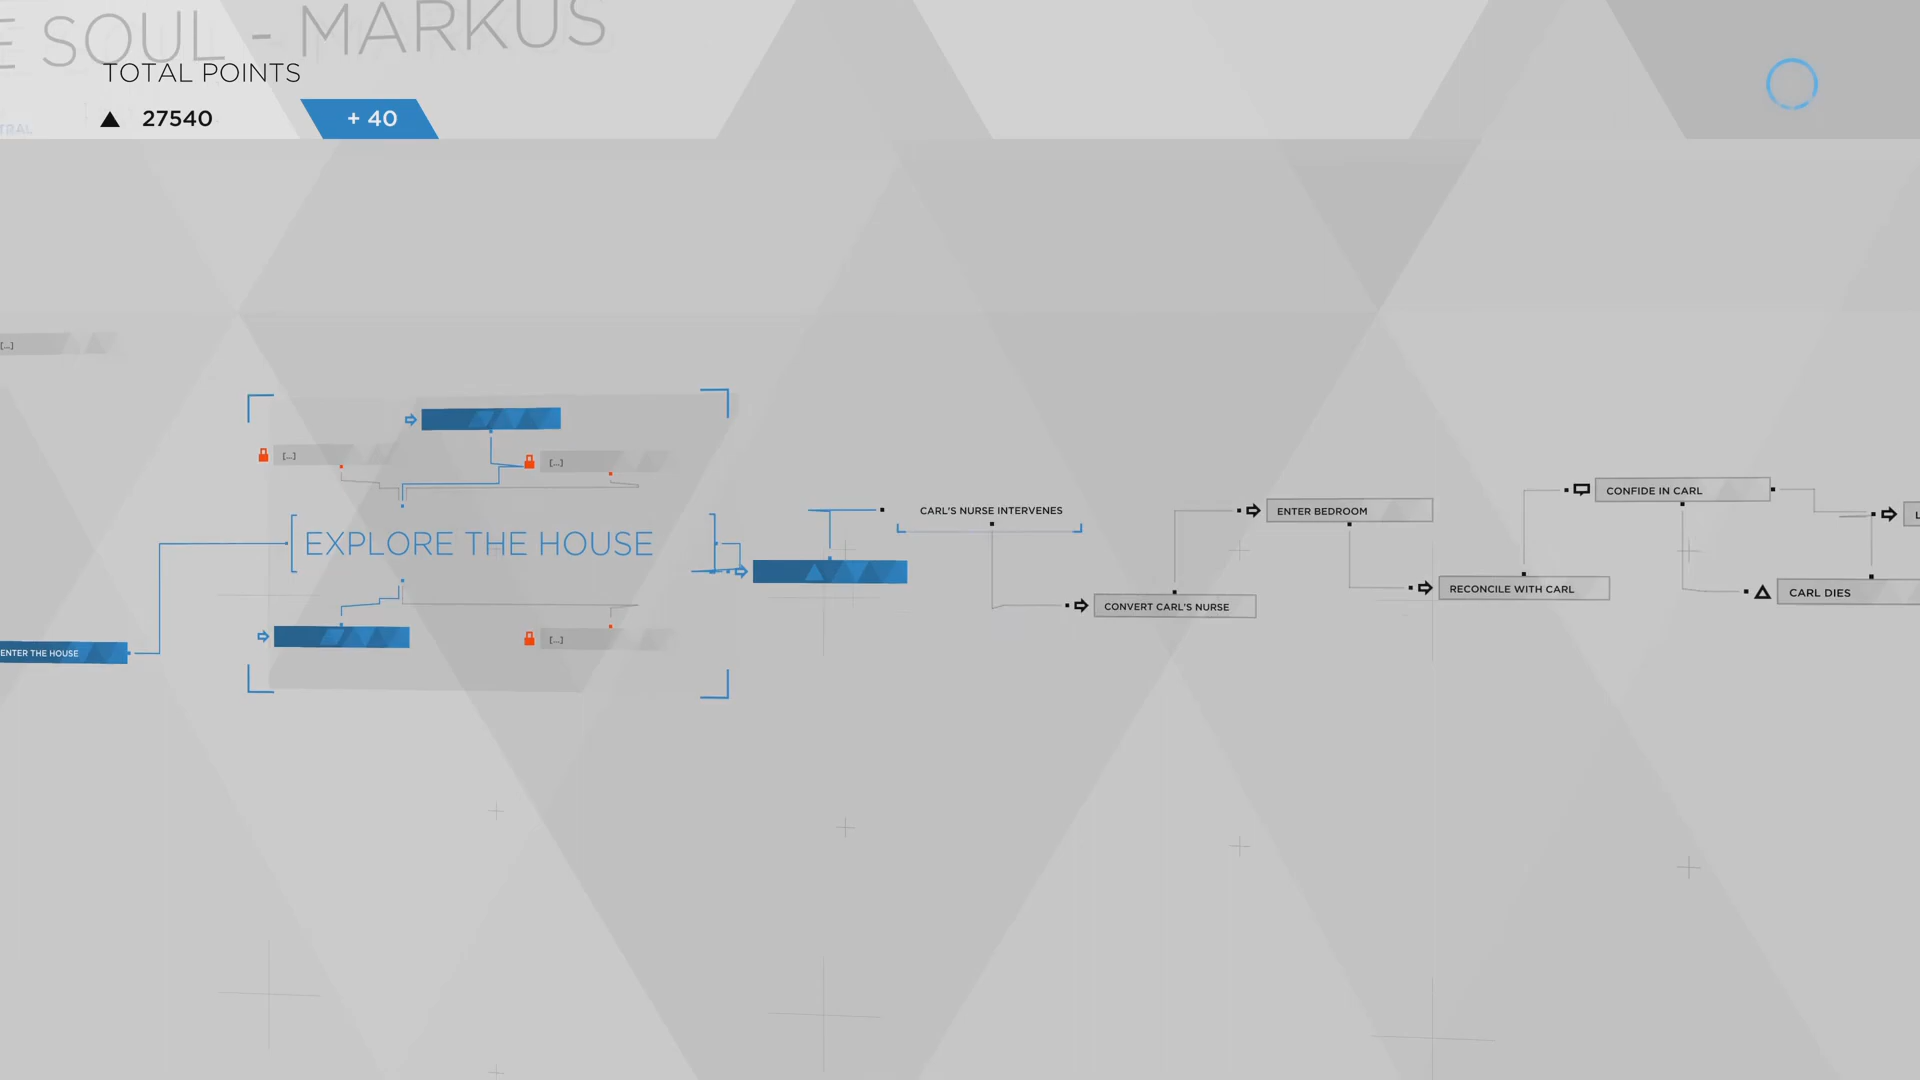 E SOUL - MARKUS
TOTAL POINTS
27540
+ 40
TRAL
[...]
[...]
[...]
EXPLORE THE HOUSE
[...]
ENTER THE HOUSE
CARL'S NURSE INTERVENES
CONVERT CARL'S NURSE
ENTER BEDROOM
RECONCILE WITH CARL
CONFIDE IN CARL
CARL DIES
L